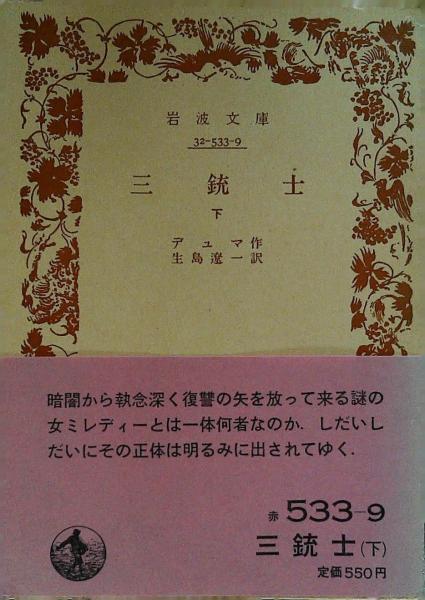 岩波文庫
32-533-9
三銃士
下
デュマ作
生島遼一訳
暗闇から執念深く復讐の矢を放って来る謎の
女ミレディーとは一体何者なのか．しだいし
だいにその正体は明るみに出されてゆく．
赤 533-9
三銃士(下)
定価550円